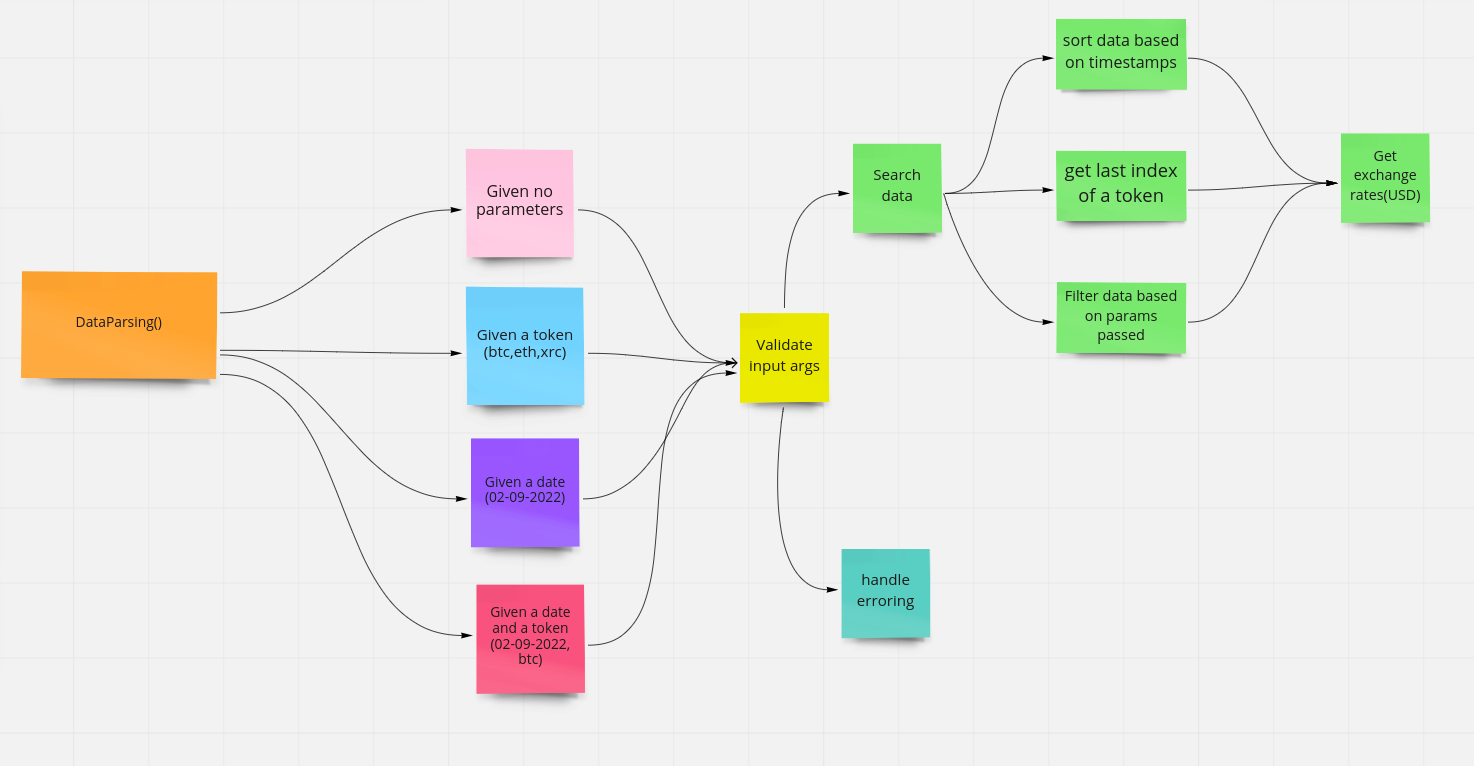 DataParsing()
Given no
parameters
Given a token
(btc,eth,xrc)
Given a date
(02-09-2022)
Given a date
and a token
(02-09-2022,
btc)
Validate
input args
handle
erroring
Search
data
sort data based
on timestamps
get last index
of a token
Filter data based
on params
passed
Get
exchange
rates(USD)